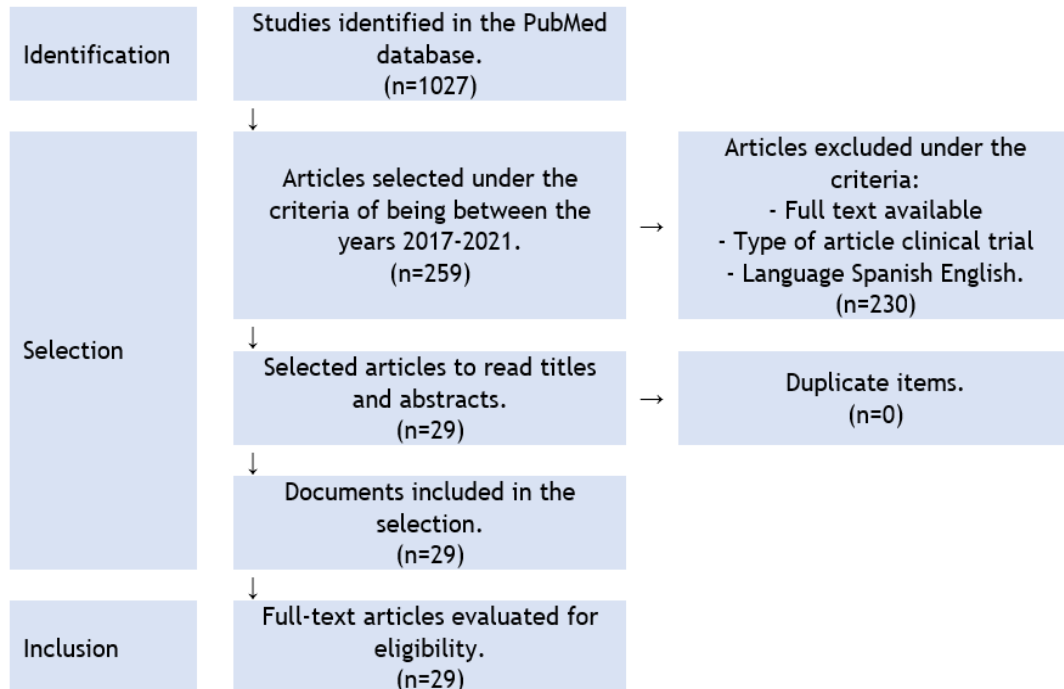 Identification
Studies identified in the PubMed
database.
(n=1027)
↓
Selection
Articles selected under the
criteria of being between the
years 2017-2021.
(n=259)
→
Articles excluded under the
criteria:
- Full text available
- Type of article clinical trial
- Language Spanish English.
(n=230)
↓
Selected articles to read titles
and abstracts.
(n=29)
→
Duplicate items.
(n=0)
↓
Documents included in the
selection.
(n=29)
↓
Inclusion
Full-text articles evaluated for
eligibility.
(n=29)